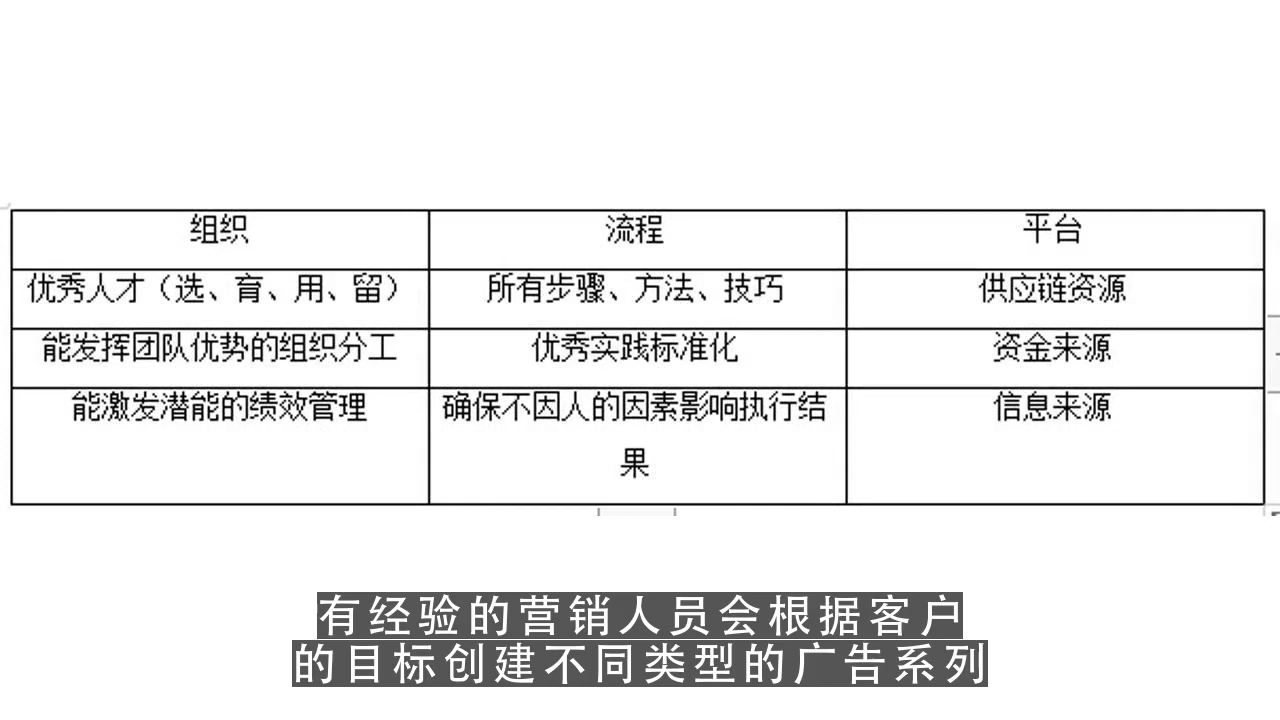 组织 流程 平台
优秀人才（选、育、用、留） 所有步骤、方法、技巧 供应链资源
能发挥团队优势的组织分工 优秀实践标准化 资金来源
能激发潜能的绩效管理 确保不因人的因素影响执行结 信息来源
果
有经验的营销人员会根据客户
的目标创建不同类型的广告系列